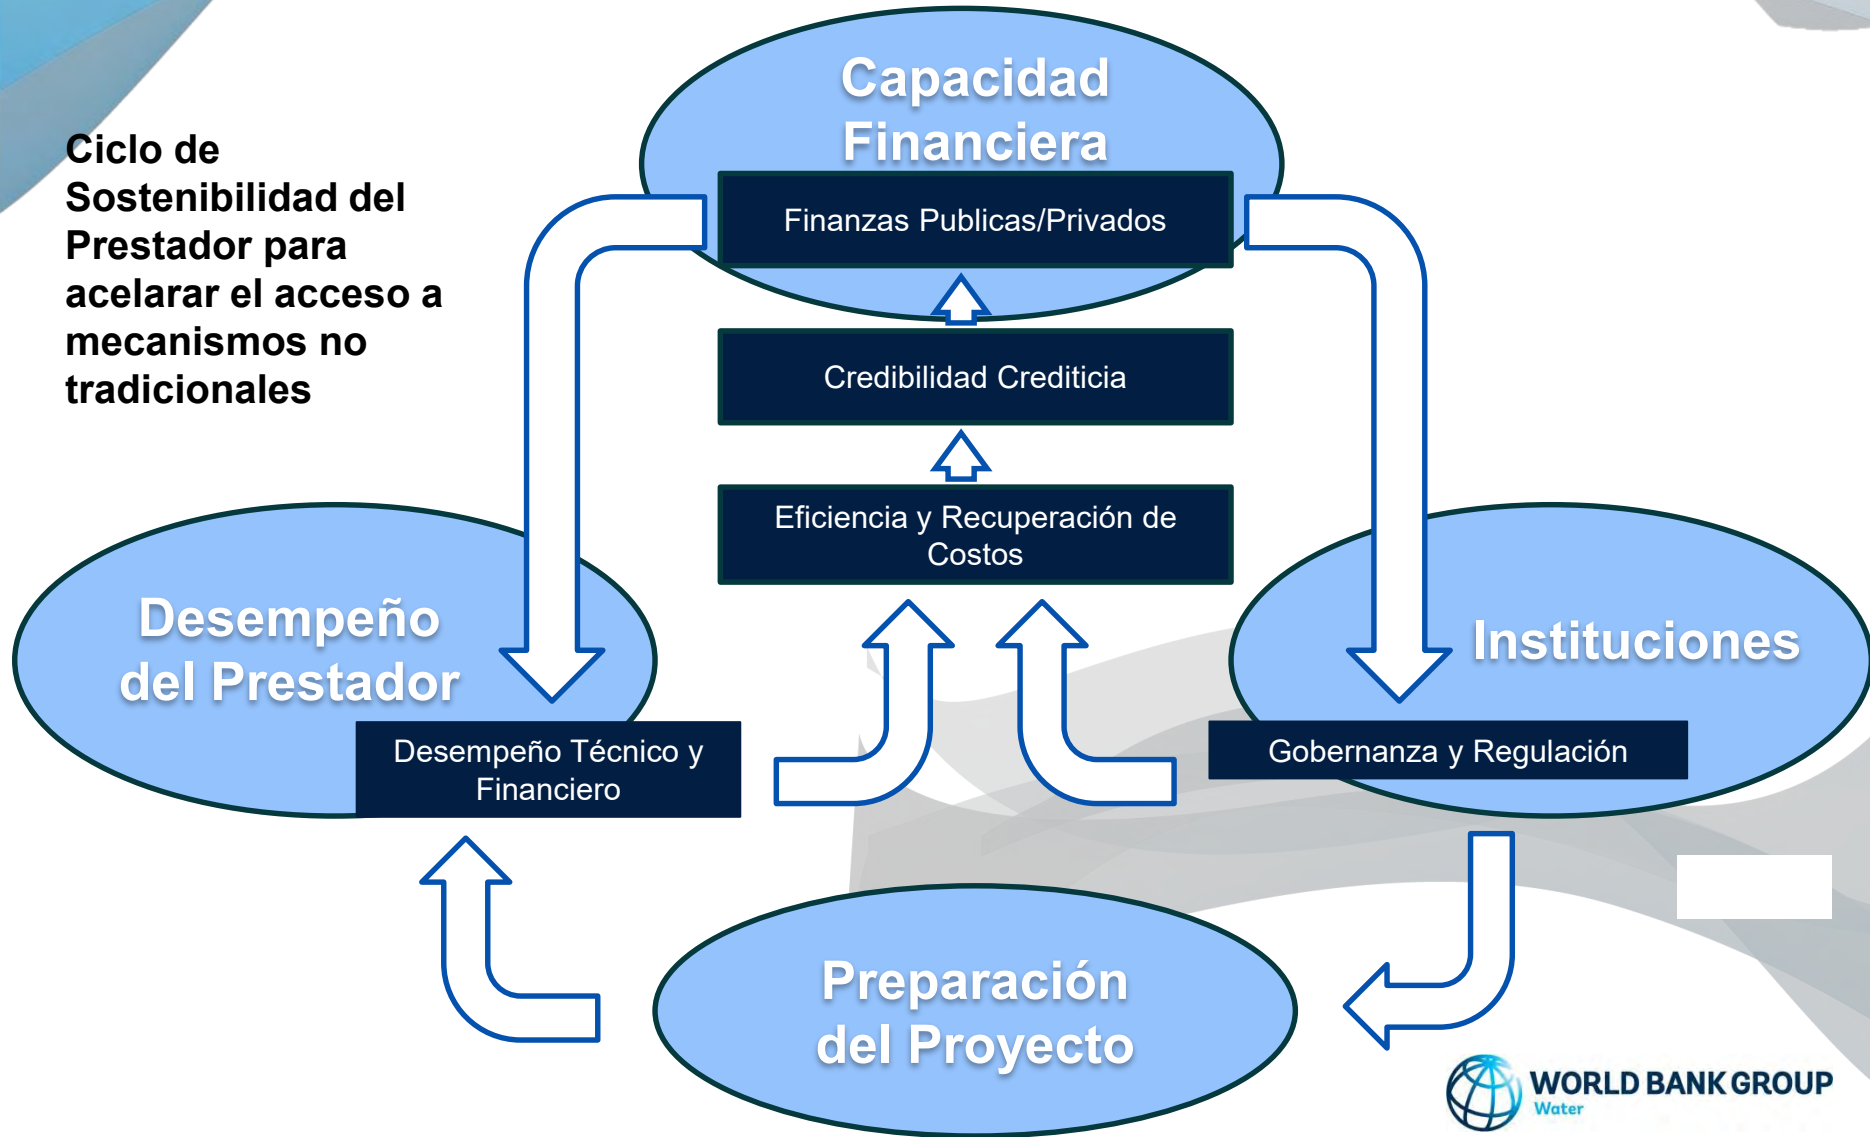 Ciclo de
Sostenibilidad del
Prestador para
acelarar el acceso a
mecanismos no
tradicionales
Capacidad
Financiera
Finanzas Publicas/Privados
Credibilidad Crediticia
Eficiencia y Recuperación de
Costos
Desempeño
del Prestador
Desempeño Técnico y
Financiero
Instituciones
Gobernanza y Regulación
Preparación
del Proyecto
WORLD BANK GROUP
Water